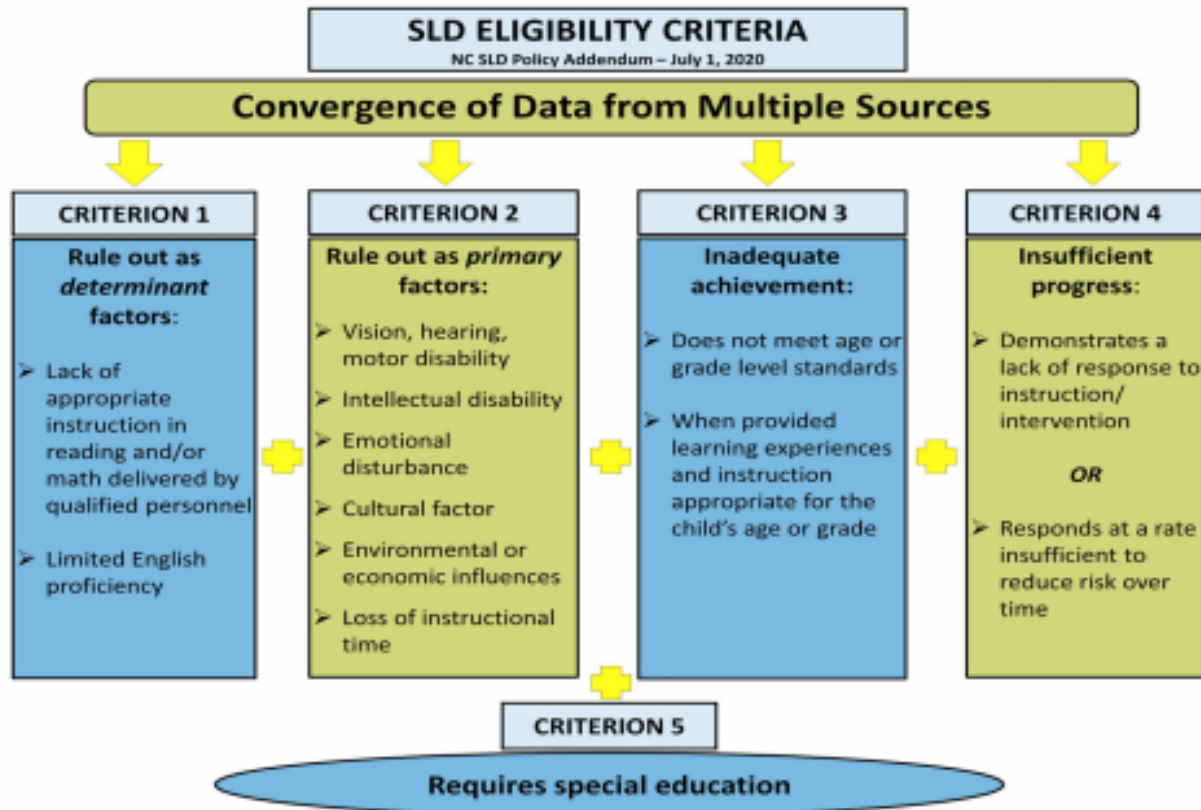 SLD ELIGIBILITY CRITERIA
NC SLD Policy Addendum – July 1, 2020
Convergence of Data from Multiple Sources
CRITERION 1
Rule out as
determinant
factors:
➢ Lack of
appropriate
instruction in
reading and/or
math delivered by
qualified personnel
➢ Limited English
proficiency
CRITERION 2
Rule out as primary
factors:
➢ Vision, hearing,
motor disability
➢ Intellectual disability
➢ Emotional
disturbance
➢ Cultural factor
➢ Environmental or
economic influences
➢ Loss of instructional
time
CRITERION 3
Inadequate
achievement:
➢ Does not meet age or
grade level standards
➢ When provided
learning experiences
and instruction
appropriate for the
child's age or grade
CRITERION 4
Insufficient
progress:
➢ Demonstrates a
lack of response to
instruction/
intervention
OR
➢ Responds at a rate
insufficient to
reduce risk over
time
CRITERION 5
Requires special education